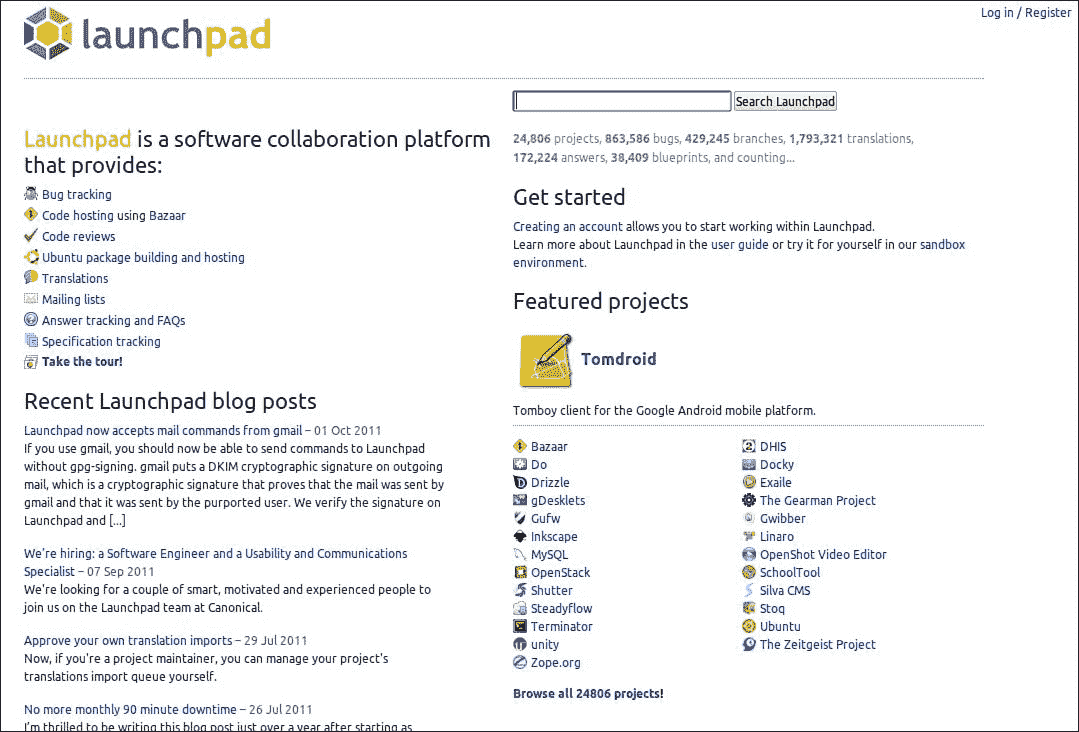 launchpad
Log in / Register
Search Launchpad
Launchpad is a software collaboration platform
that provides:
Bug tracking
Code hosting using Bazaar
Code reviews
Ubuntu package building and hosting
Translations
Mailing lists
Answer tracking and FAQs
Specification tracking
Take the tour!
Recent Launchpad blog posts
Launchpad now accepts mail commands from gmail – 01 Oct 2011
If you use gmail, you should now be able to send commands to Launchpad
without gpg-signing. gmail puts a DKIM cryptographic signature on outgoing
mail, which is a cryptographic signature that proves that the mail was sent by
gmail and that it was sent by the purported user. We verify the signature on
Launchpad and [...]
We're hiring: a Software Engineer and a Usability and Communications
Specialist – 07 Sep 2011
We're looking for a couple of smart, motivated and experienced people to
join us on the Launchpad team at Canonical.
Approve your own translation imports – 29 Jul 2011
Now, if you're a project maintainer, you can manage your project's
translations import queue yourself.
No more monthly 90 minute downtime – 26 Jul 2011
I'm thrilled to be writing this blog post just over a year after starting as
24,806 projects, 863,586 bugs, 429,245 branches, 1,793,321 translations,
172,224 answers, 38,409 blueprints, and counting...
Get started
Creating an account allows you to start working within Launchpad.
Learn more about Launchpad in the user guide or try it for yourself in our sandbox
environment.
Featured projects
Tomdroid
Tomboy client for the Google Android mobile platform.
Bazaar
Do
Drizzle
gDesklets
Gufw
Inkscape
MySQL
OpenStack
Shutter
Steadyflow
Terminator
unity
Zope.org
DHIS
Docky
Exaile
The Gearman Project
Gwibber
Linaro
OpenShot Video Editor
SchoolTool
Silva CMS
Stoq
Ubuntu
The Zeitgeist Project
Browse all 24806 projects!